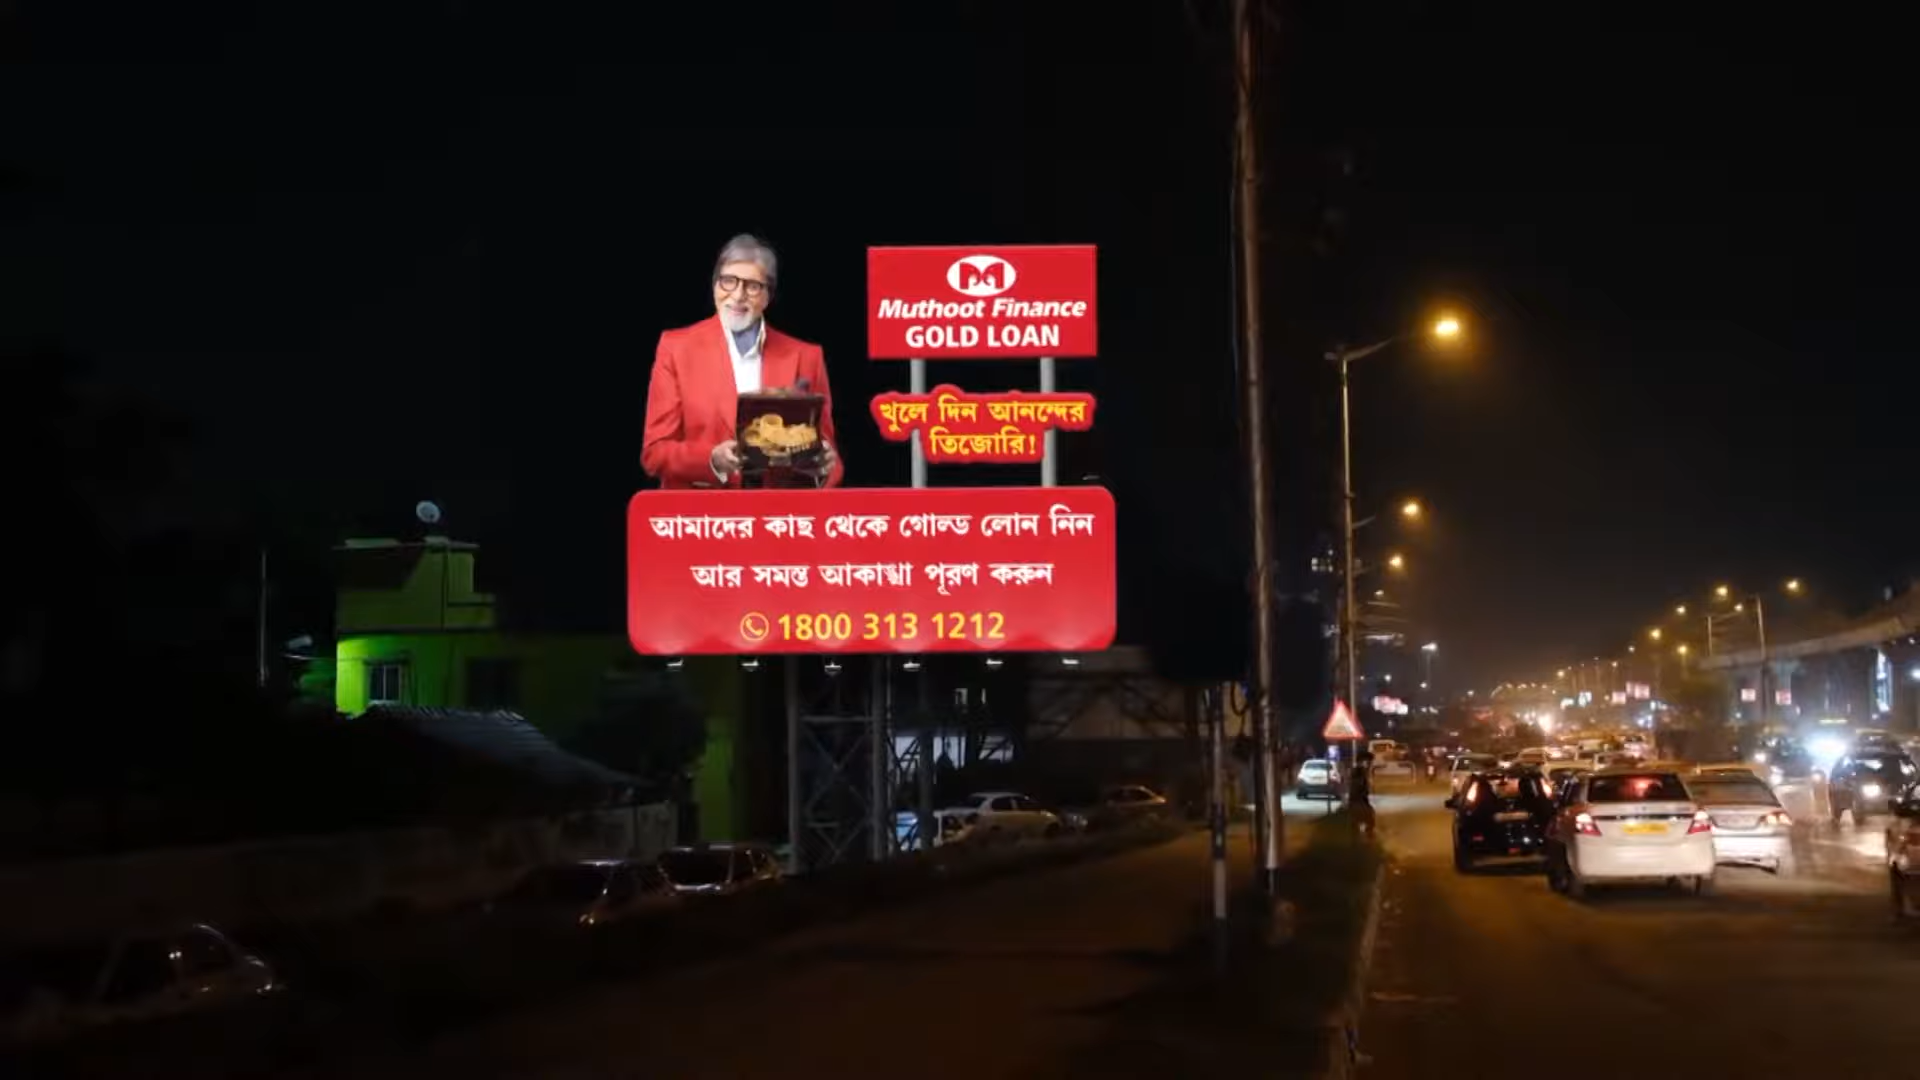 Muthoot Finance
GOLD LOAN
খুলে দিন আনন্দের
তিজোরি!
আমাদের কাছ থেকে গোল্ড লোন নিন
আর সমস্ত আকাঙ্খা পূরণ করুন
1800 313 1212